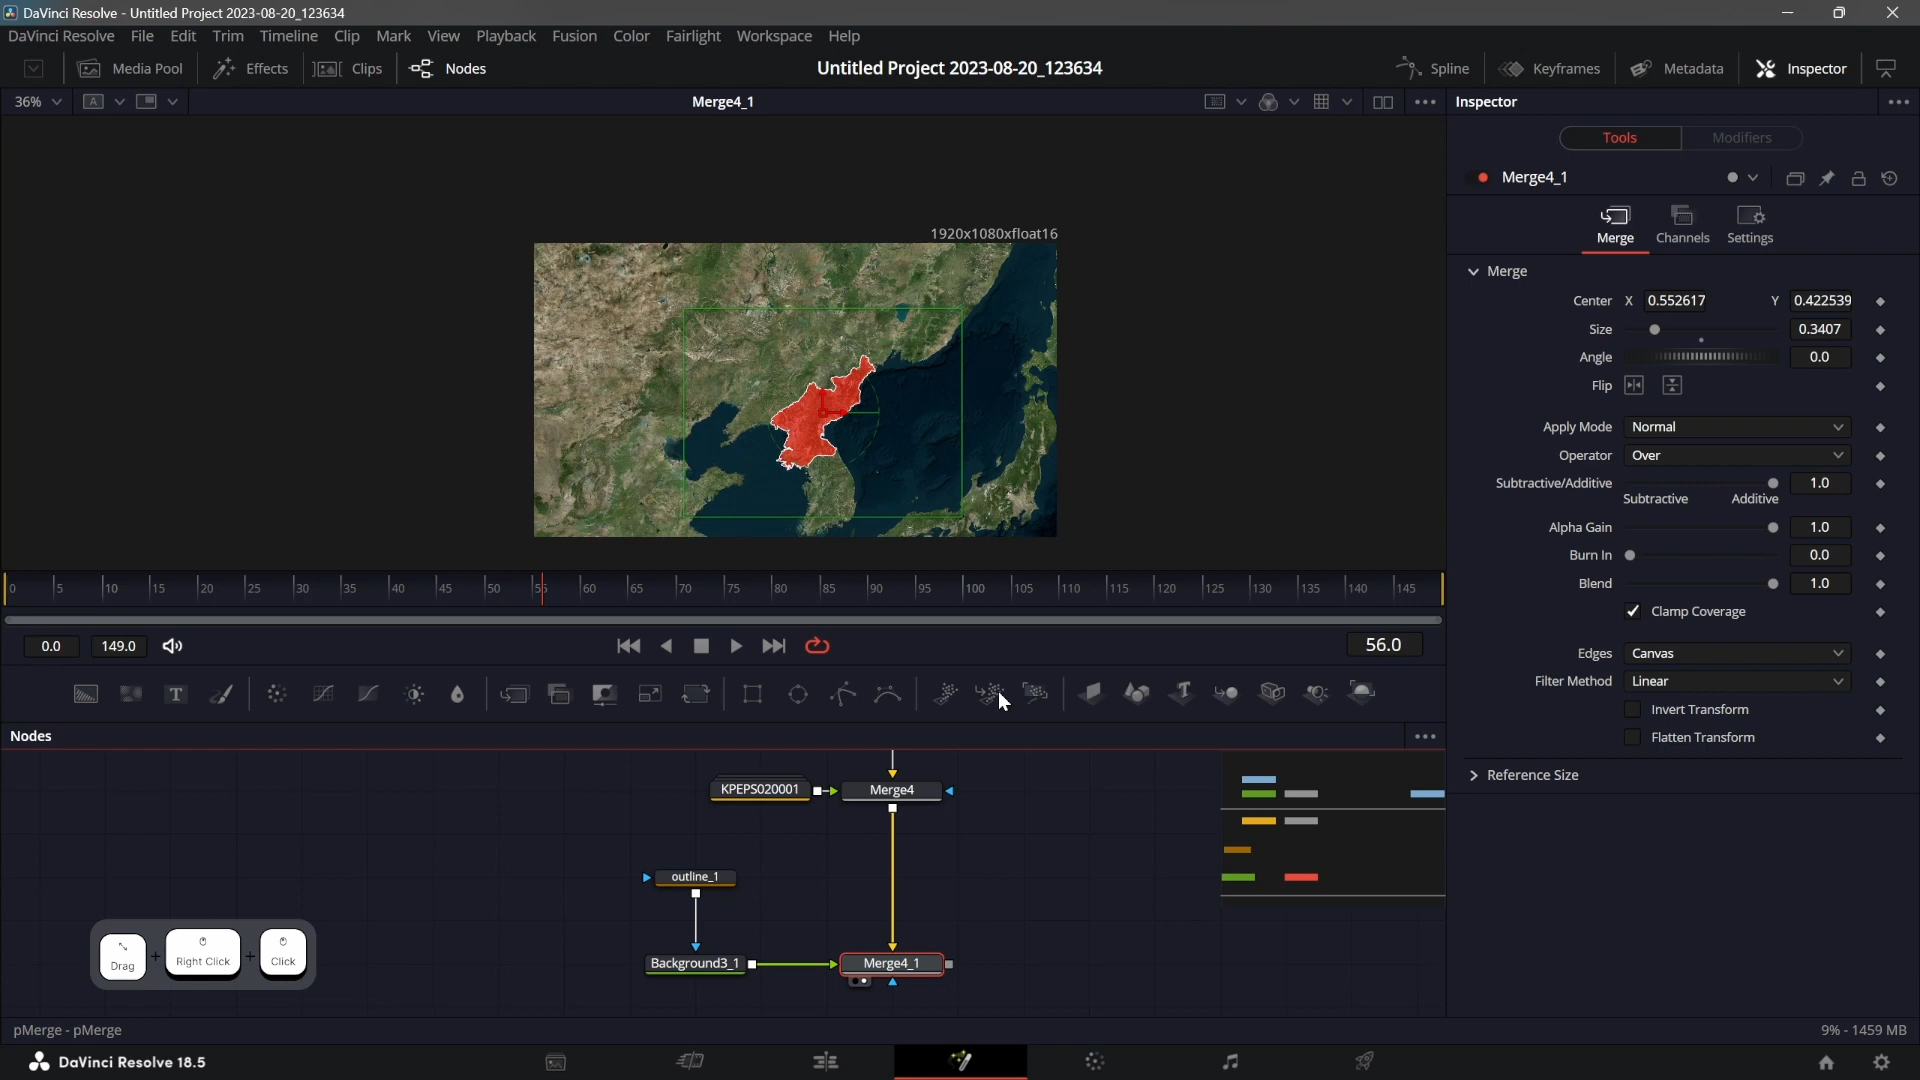 DaVinci Resolve - Untitled Project 2023-08-20_123634
DaVinci Resolve File Edit Trim Timeline Clip Mark View Playback Fusion Color Fairlight Workspace Help
Media Pool Effects Clips Nodes Untitled Project 2023-08-20_123634 Spline Keyframes Metadata Inspector
36% A Merge4_1 Inspector
Tools Modifiers
Merge4_1
Merge Channels Settings
1920x1080xfloat16
Merge
Center X 0.552617 Y 0.422539
Size 0.3407
Angle 0.0
Flip
Apply Mode Normal
Operator Over
Subtractive/Additive 1.0
Subtractive Additive
Alpha Gain 1.0
Burn In 0.0
Blend 1.0
Clamp Coverage
Edges Canvas
Filter Method Linear
Invert Transform
Flatten Transform
Reference Size
0 5 10 15 20 25 30 35 40 45 50 55 60 65 70 75 80 85 90 95 100 105 110 115 120 125 130 135 140 145
0.0 149.0 56.0
T T
Nodes
KPEPS020001 Merge4
outline_1
Background3_1 Merge4_1
Drag + Right Click + Click
pMerge - pMerge 9% - 1459 MB
DaVinci Resolve 18.5